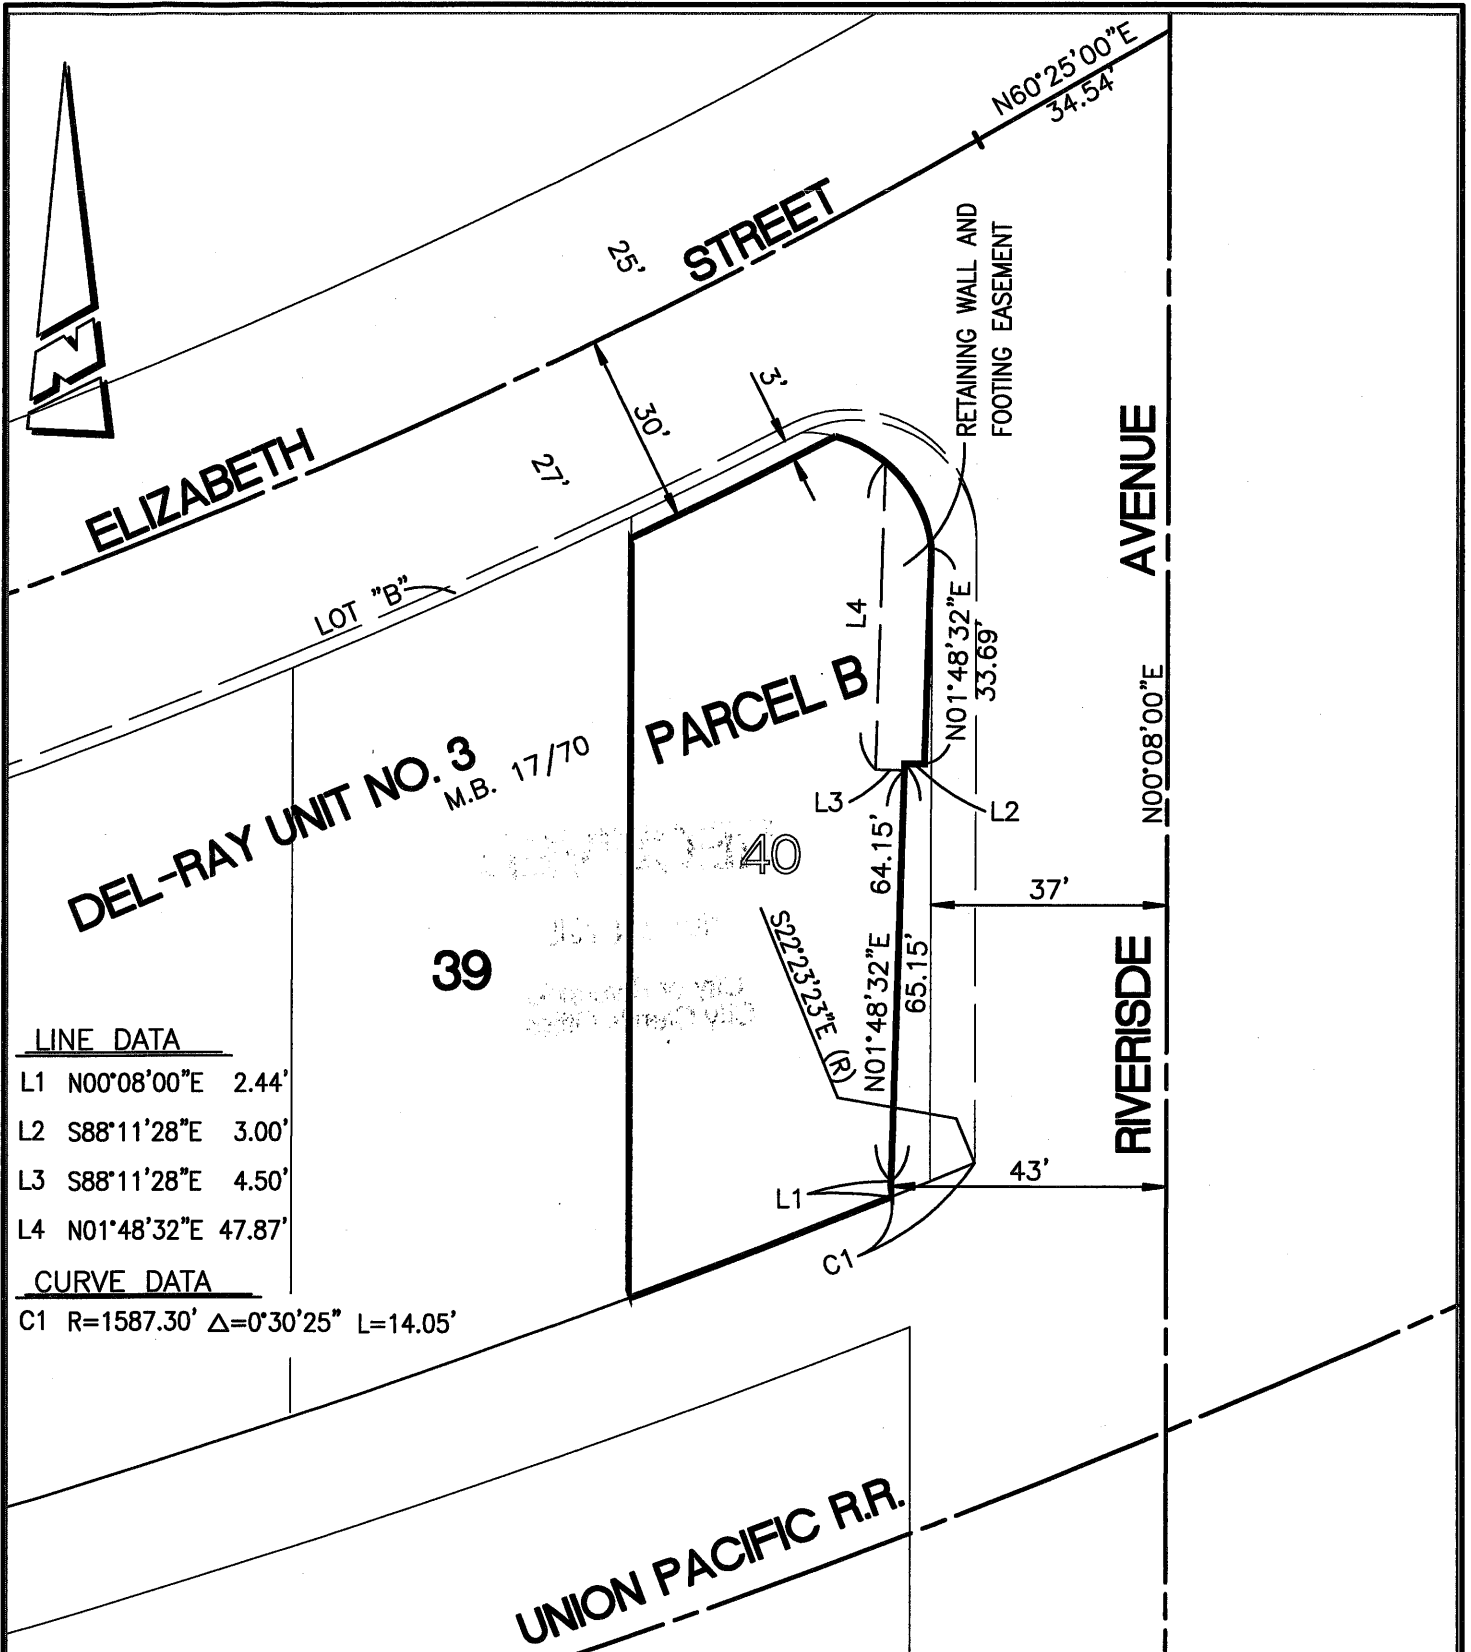 N60°25'00"E
34.54'
STREET
25'
RETAINING WALL AND
FOOTING EASEMENT
N
3'
30'
27'
ELIZABETH
AVENUE
LOT "B"
L4
N01°48'32"E
33.69'
PARCEL B
N00°08'00"E
DEL-RAY UNIT NO. 3
M.B. 17/70
L3
L2
40
64.15'
N01°48'32"E
65.15'
37'
S22°23'23"E (R)
39
RIVERISDE
LINE DATA
L1 N00°08'00"E 2.44'
L2 S88°11'28"E 3.00'
L3 S88°11'28"E 4.50'
L4 N01°48'32"E 47.87'
L1
43'
C1
CURVE DATA
C1 R=1587.30' △=0°30'25" L=14.05'
UNION PACIFIC R.R.